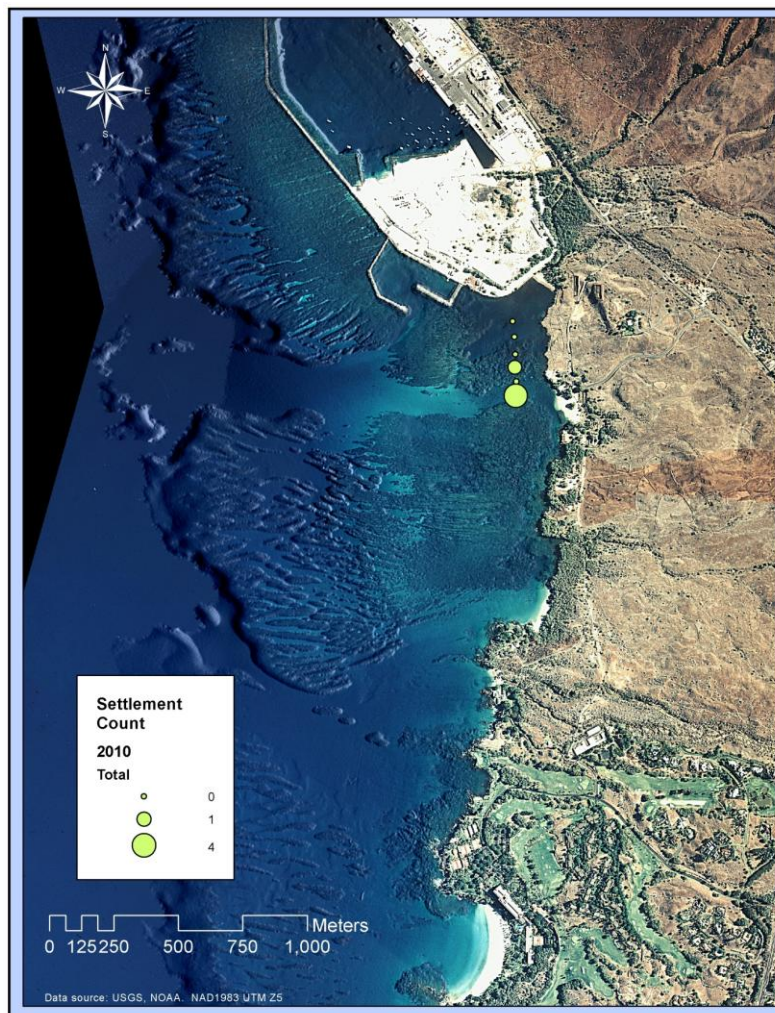 N
W E
S
Settlement
Count
2010
Total
0
1
4
Meters
0 125250 500 750 1,000
Data source: USGS, NOAA. NAD1983 UTM Z5